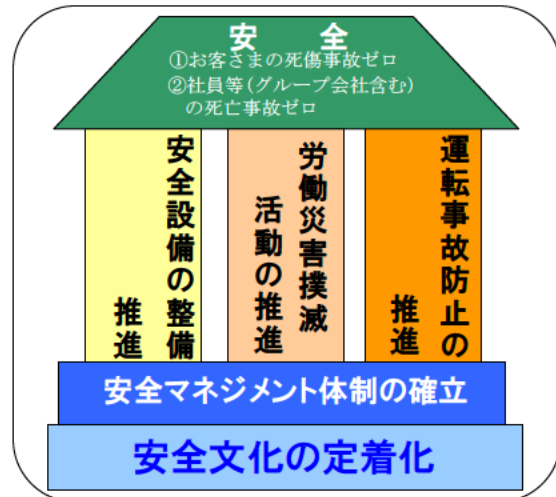 安　全
①お客さまの死傷事故ゼロ
②社員等(グループ会社含む)
の死亡事故ゼロ
運転事故防止の
推進
労働災害撲滅
活動の推進
安全設備の整備
推進
安全マネジメント体制の確立
安全文化の定着化